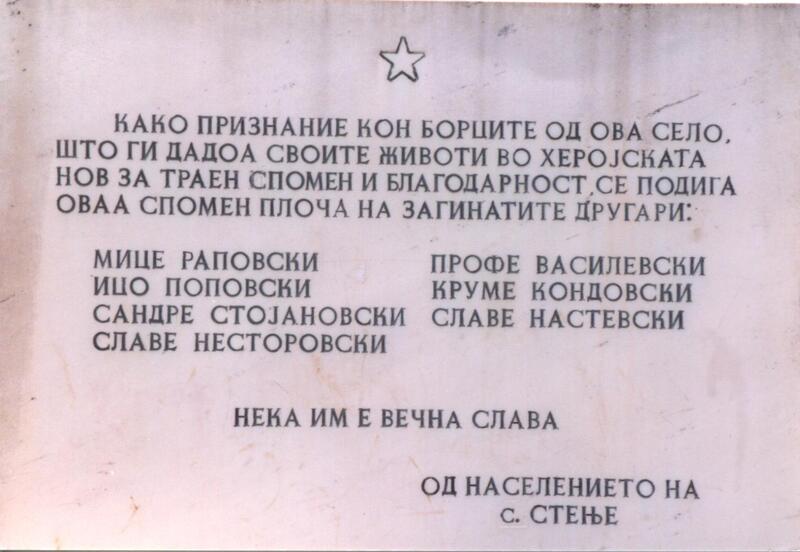 КАКО ПРИЗНАНИЕ КОН БОРЦИТЕ ОД ОВА СЕЛО,
ШТО ГИ ДАДОА СВОИТЕ ЖИВОТИ ВО ХЕРОЈСКАТА
НОВ ЗА ТРАЕН СПОМЕН И БЛАГОДАРНОСТ, СЕ ПОДИГА
ОВАА СПОМЕН ПЛОЧА НА ЗАГИНАТИТЕ ДРУГАРИ:
МИЦЕ РАПОВСКИ ПРОФЕ ВАСИЛЕВСКИ
ИЦО ПОПОВСКИ КРУМЕ КОНДОВСКИ
САНДРЕ СТОЈАНОВСКИ СЛАВЕ НАСТЕВСКИ
СЛАВЕ НЕСТОРОВСКИ
НЕКА ИМ Е ВЕЧНА СЛАВА
ОД НАСЕЛЕНИЕТО НА
с. СТЕЊЕ